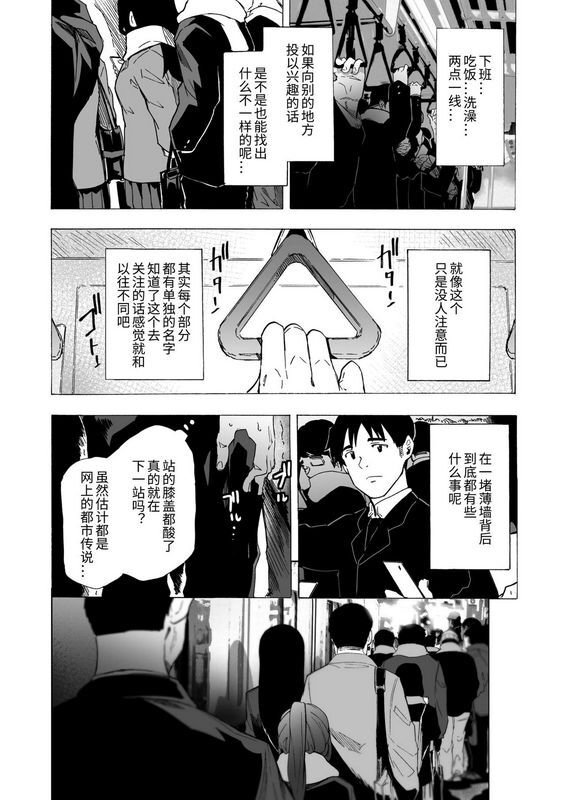 下班…
吃饭…洗澡…
两点一线…
如果向别的地方
投以兴趣的话
是不是也能找出
什么不一样的呢…
就像这个
只是没人注意而已
ギュ…
ギュ…
其实每个部分
都有单独的名字
知道了这个去
关注的话感觉就和
以往不同吧
在一堵薄墙背后
到底都有些
什么事呢
站的膝盖都酸了
真的就在
下一站吗?
虽然估计都是
网上的都市传说…